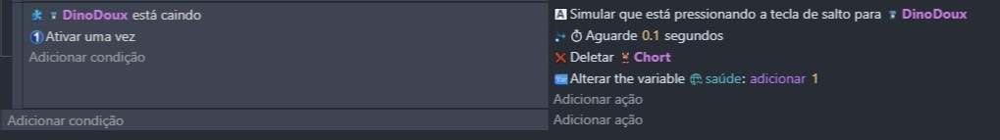 DinoDoux está caindo
1 Ativar uma vez
Adicionar condição
A Simular que está pressionando a tecla de salto para DinoDoux
Aguarde 0.1 segundos
Deletar Chort
Alterar the variable saúde: adicionar 1
Adicionar ação
Adicionar condição
Adicionar ação